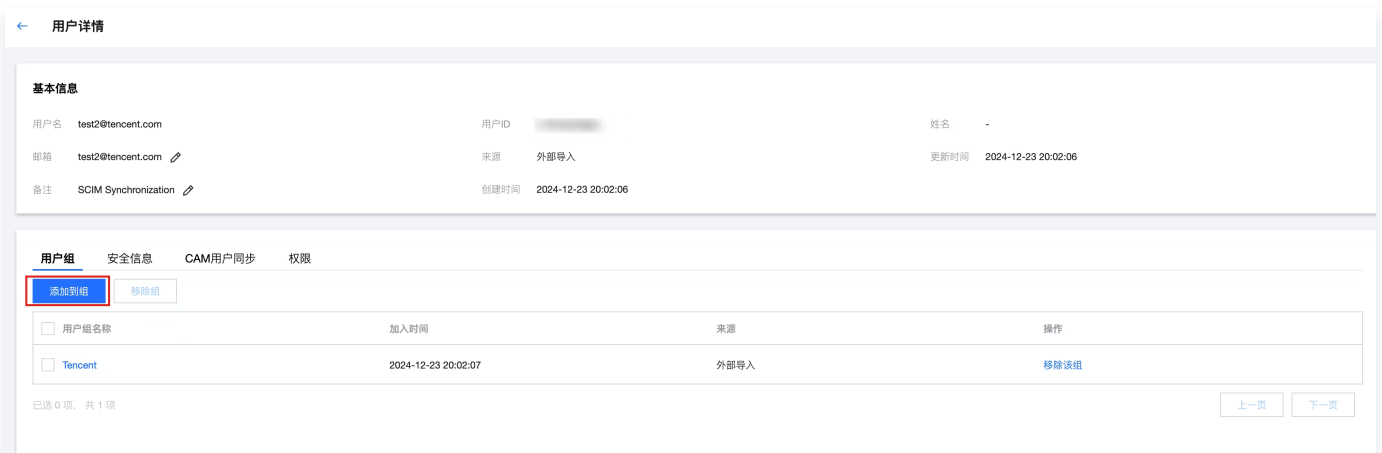 用户详情
基本信息
用户名 test2@tencent.com 用户ID 姓名 -
邮箱 test2@tencent.com 来源 外部导入 更新时间 2024-12-23 20:02:06
备注 SCIM Synchronization 创建时间 2024-12-23 20:02:06
用户组 安全信息 CAM用户同步 权限
添加到组 移除组
用户组名称 加入时间 来源 操作
Tencent 2024-12-23 20:02:07 外部导入 移除该组
已选 0 项, 共 1 项 上一页 下一页